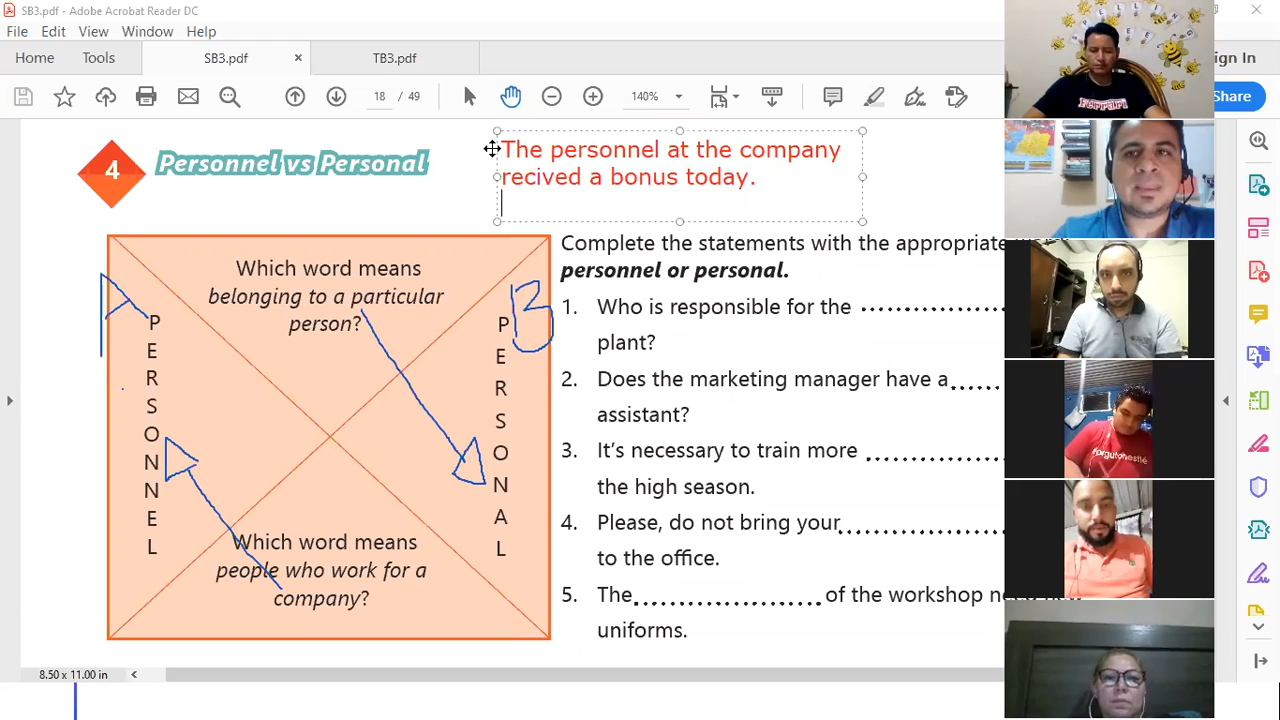 SB3.pdf - Adobe Acrobat Reader DC
File Edit View Window Help
Home Tools SB3.pdf × TB3.pdf In
18 / 49 140% Share
4 Personnel vs Personal
The personnel at the company
recived a bonus today.
A
B
Which word means
belonging to a particular
person?
PERSONNEL
PERSONAL
Which word means
people who work for a
company?
Complete the statements with the appropriate
personnel or personal.
1. Who is responsible for the ....................
plant?
2. Does the marketing manager have a......
assistant?
3. It's necessary to train more ....................
the high season.
4. Please, do not bring your....................
to the office.
5. The.................... of the workshop need new
uniforms.
8.50 x 11.00 in